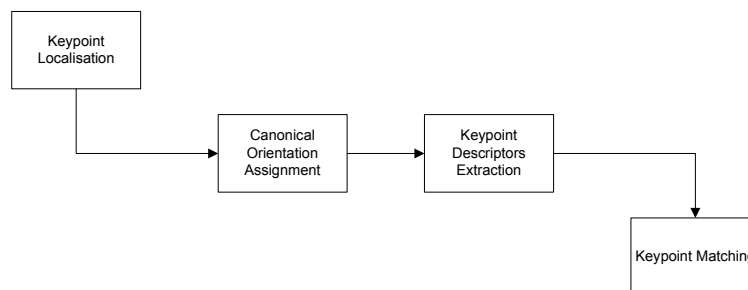 Keypoint
Localisation
Canonical
Orientation
Assignment
Keypoint
Descriptors
Extraction
Keypoint Matching